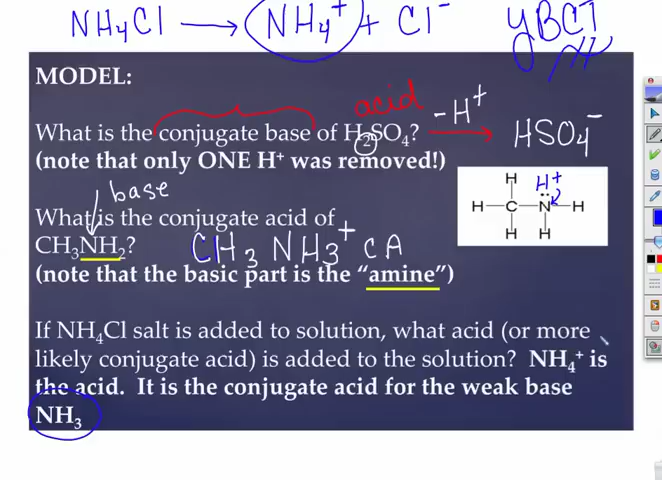 NH₄Cl → NH₄⁺ + Cl⁻ YBCT
MODEL:
acid -H⁺
What is the conjugate base of H₂SO₄? → HSO₄⁻
(note that only ONE H⁺ was removed!)
base
H H⁺
H C N H
H H
What is the conjugate acid of
CH₃NH₂? CH₃NH₃⁺ CA
(note that the basic part is the “amine”)
If NH₄Cl salt is added to solution, what acid (or more
likely conjugate acid) is added to the solution? NH₄⁺ is
the acid. It is the conjugate acid for the weak base
NH₃